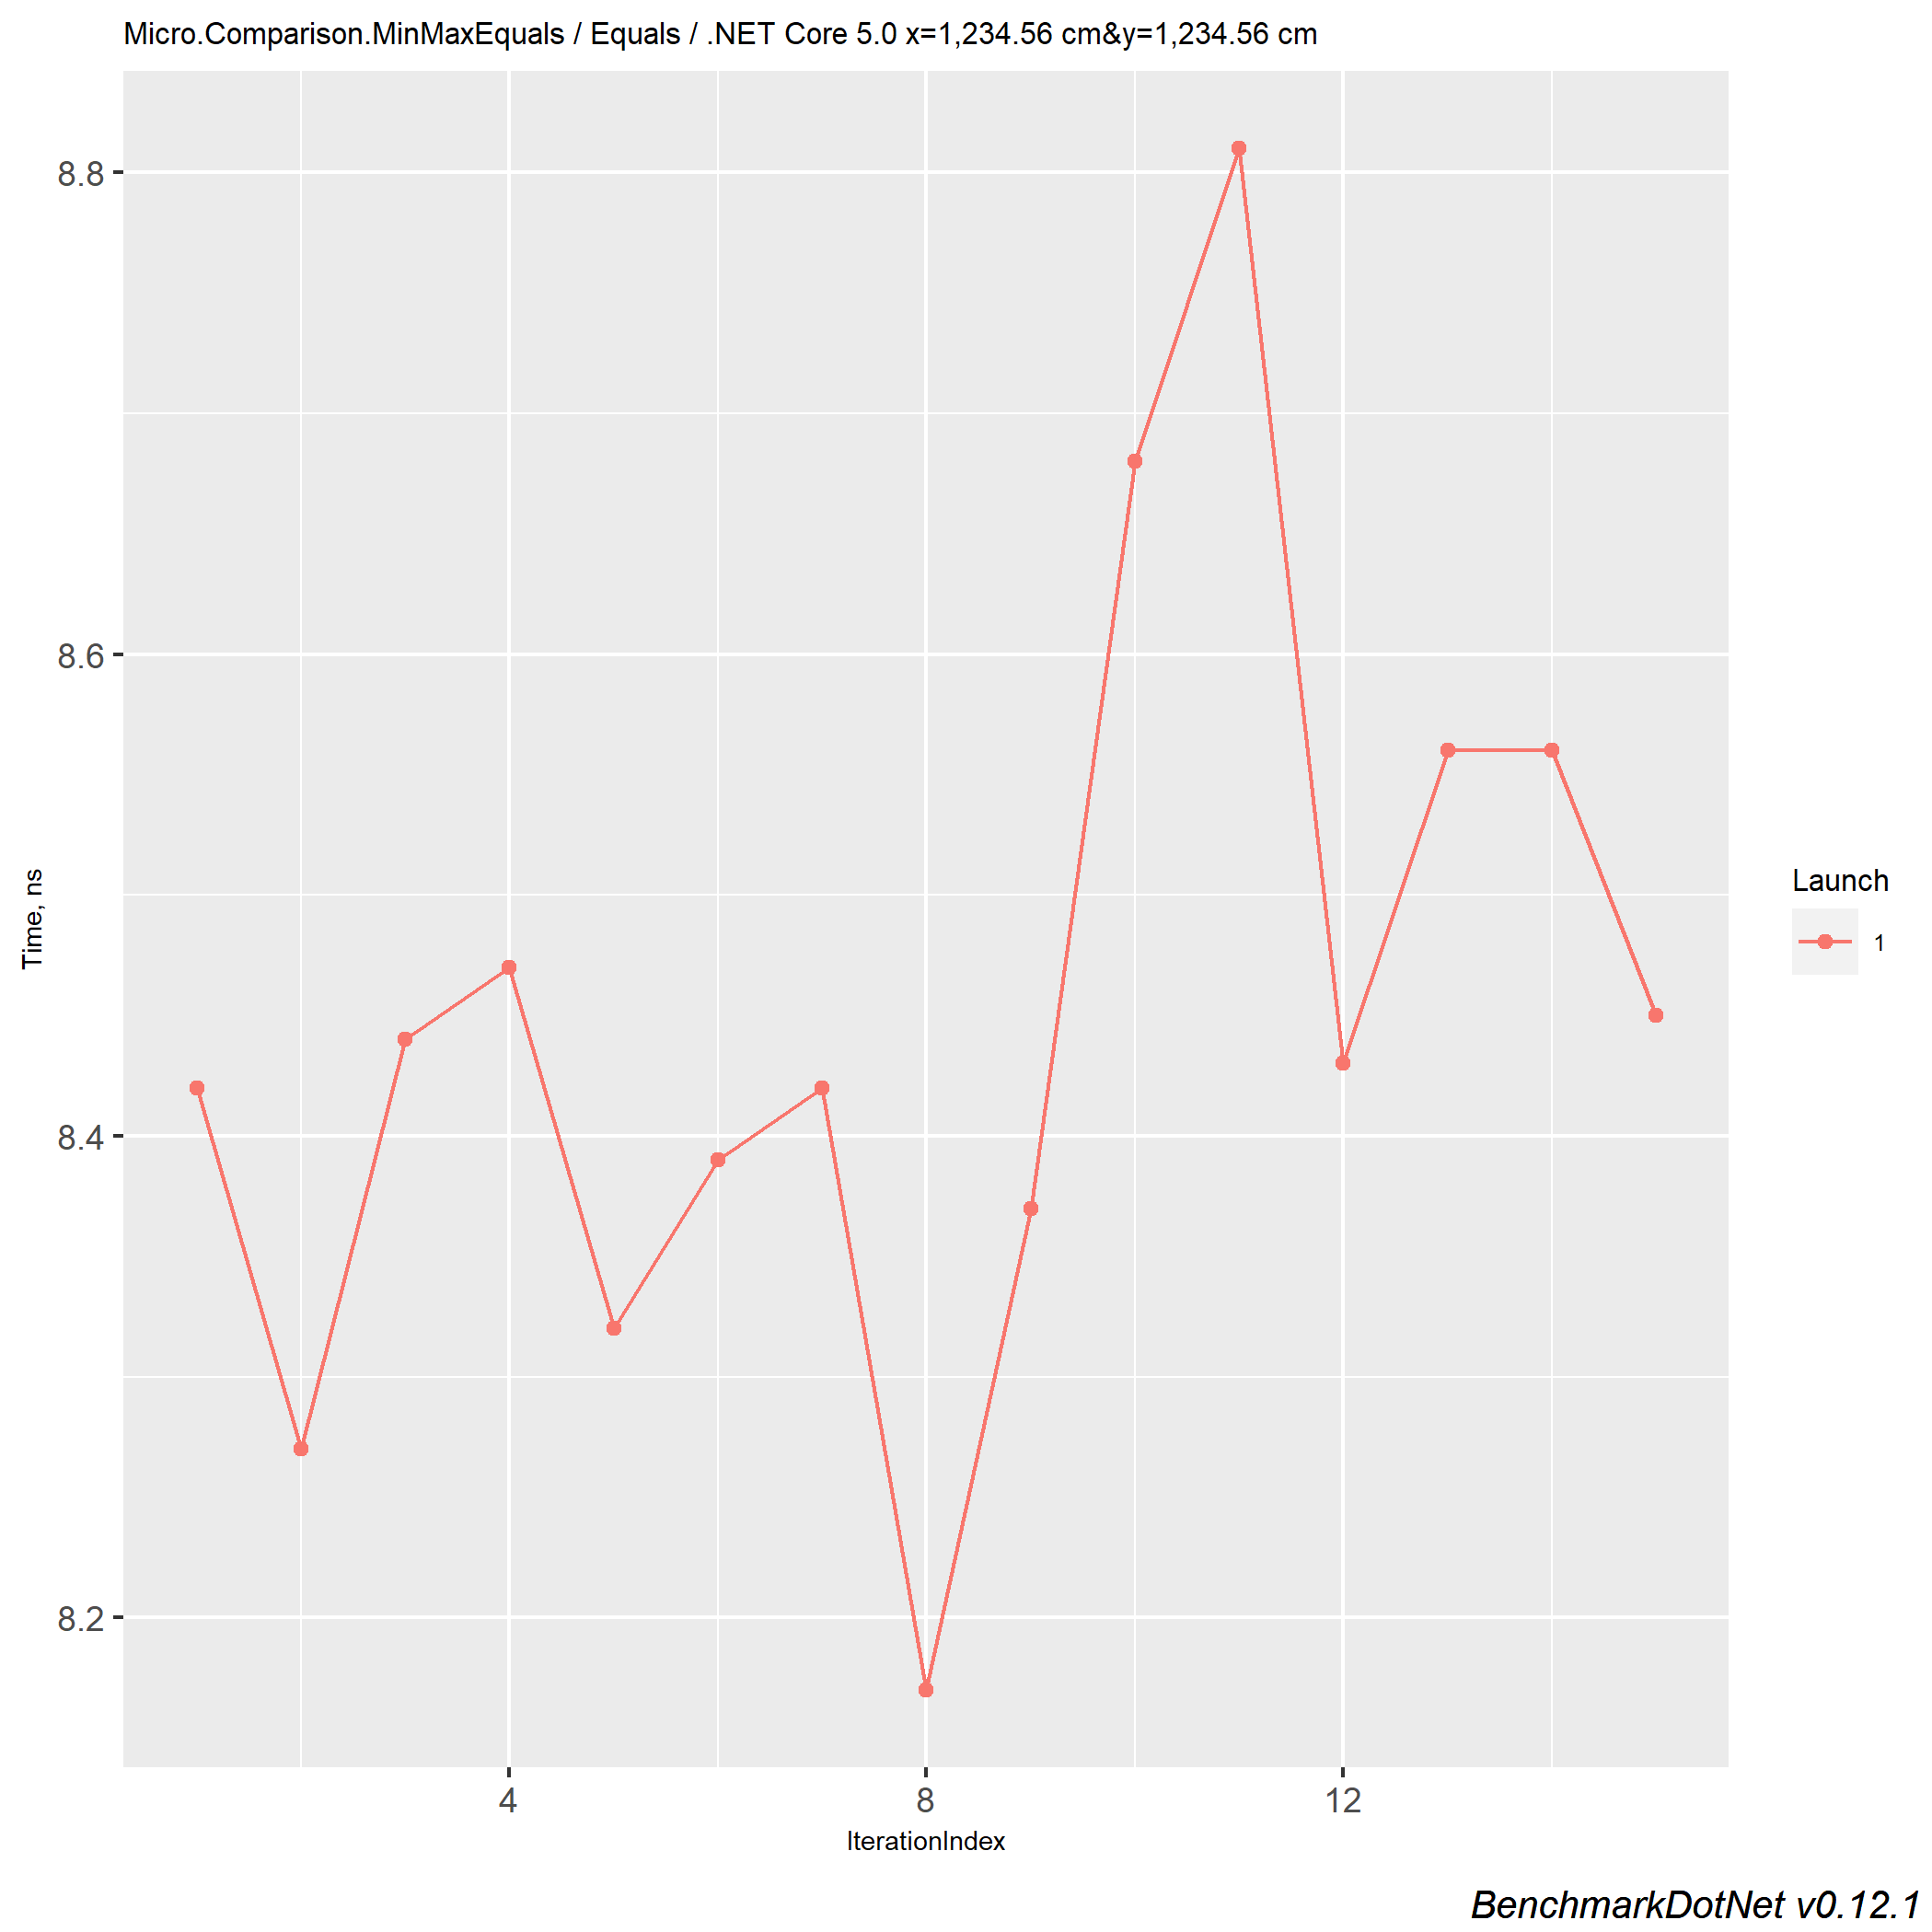 Micro.Comparison.MinMaxEquals / Equals / .NET Core 5.0 x=1,234.56 cm&y=1,234.56 cm
8.8
8.6
8.4
8.2
Time, ns
4
8
12
IterationIndex
Launch
1
BenchmarkDotNet v0.12.1